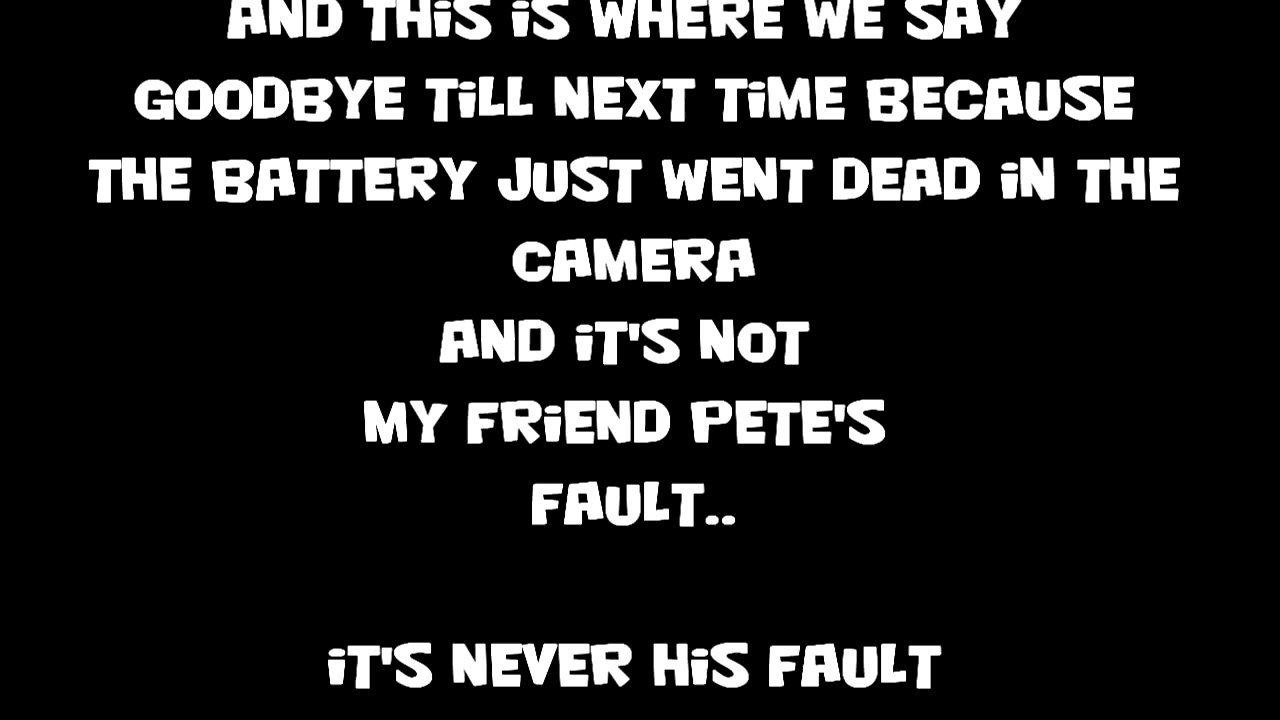 AND THiS iS WHERE WE SAY
GOODBYE TiLL NEXT TiME BECAUSE
THE BATTERY JUST WENT DEAD iN THE
CAMERA
AND iT'S NOT
MY FRiEND PETE'S
FAULT..
iT'S NEVER HiS FAULT